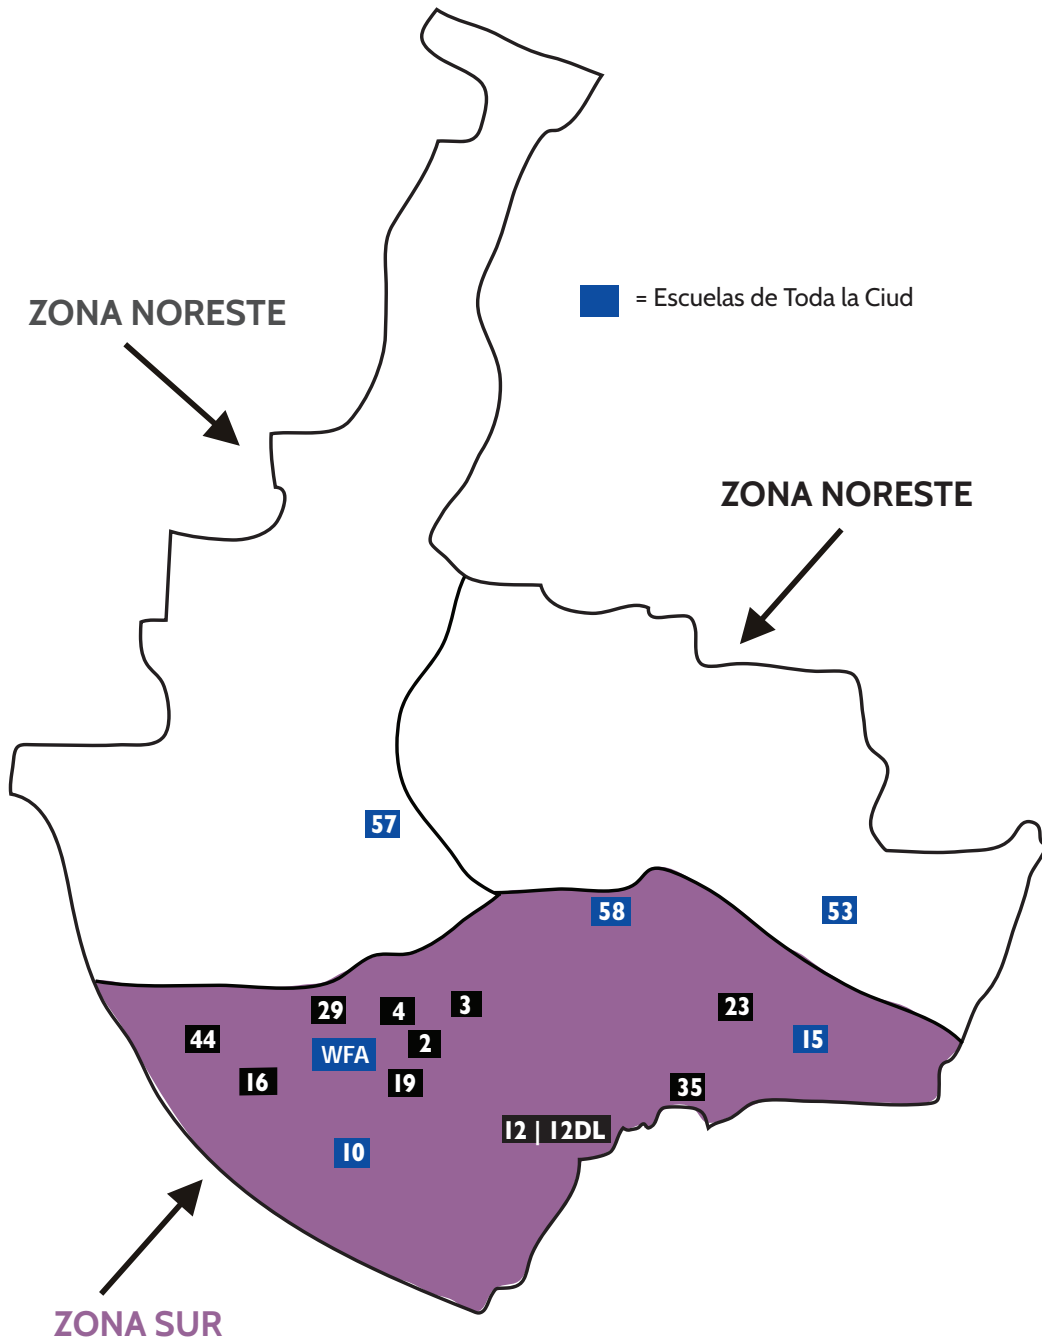 = Escuelas de Toda la Ciud
ZONA NORESTE
ZONA NORESTE
57
58
53
29
4
3
23
44
WFA
2
15
16
19
35
12 | 12DL
10
ZONA SUR